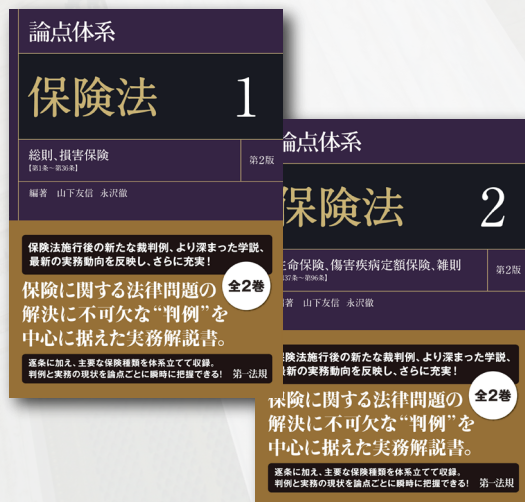 論点体系
保険法 1
総則、損害保険
【第1条〜第36条】
第2版
編著 山下友信 永沢徹
保険法施行後の新たな裁判例、より深まった学説、
最新の実務動向を反映し、さらに充実！
全2巻
保険に関する法律問題の
解決に不可欠な“判例”を
中心に据えた実務解説書。
逐条に加え、主要な保険種類を体系立てて収録。
判例と実務の現状を論点ごとに瞬時に把握できる！
第一法規
論点体系
保険法 2
生命保険、傷害疾病定額保険、雑則
37条〜第96条】
第2版
著 山下友信 永沢徹
保険法施行後の新たな裁判例、より深まった学説、
最新の実務動向を反映し、さらに充実！
全2巻
保険に関する法律問題の
解決に不可欠な“判例”を
中心に据えた実務解説書。
逐条に加え、主要な保険種類を体系立てて収録。
判例と実務の現状を論点ごとに瞬時に把握できる！
第一法規